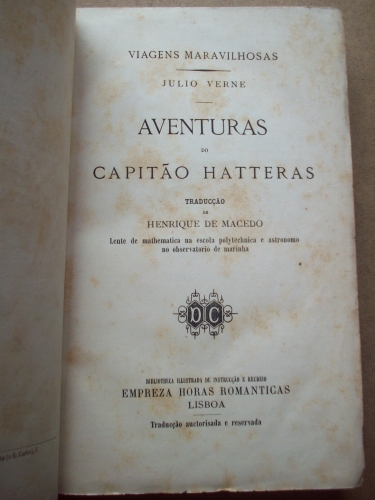 VIAGENS MARAVILHOSAS
JULIO VERNE
AVENTURAS
DO
CAPITÃO HATTERAS
TRADUCÇÃO
DE
HENRIQUE DE MACEDO
Lente de mathematica na escola polytechnica e astronomo
no observatorio de marinha
BIBLIOTHECA ILLUSTRADA DE INSTRUCÇÃO E RECREIO
EMPREZA HORAS ROMANTICAS
LISBOA
Traducção auctorisada e reservada